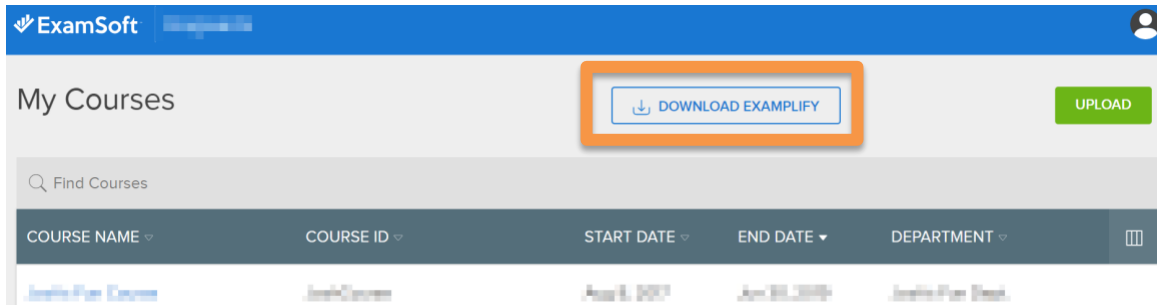 ExamSoft
My Courses
DOWNLOAD EXAMPLIFY
UPLOAD
Find Courses
COURSE NAME COURSE ID START DATE END DATE DEPARTMENT